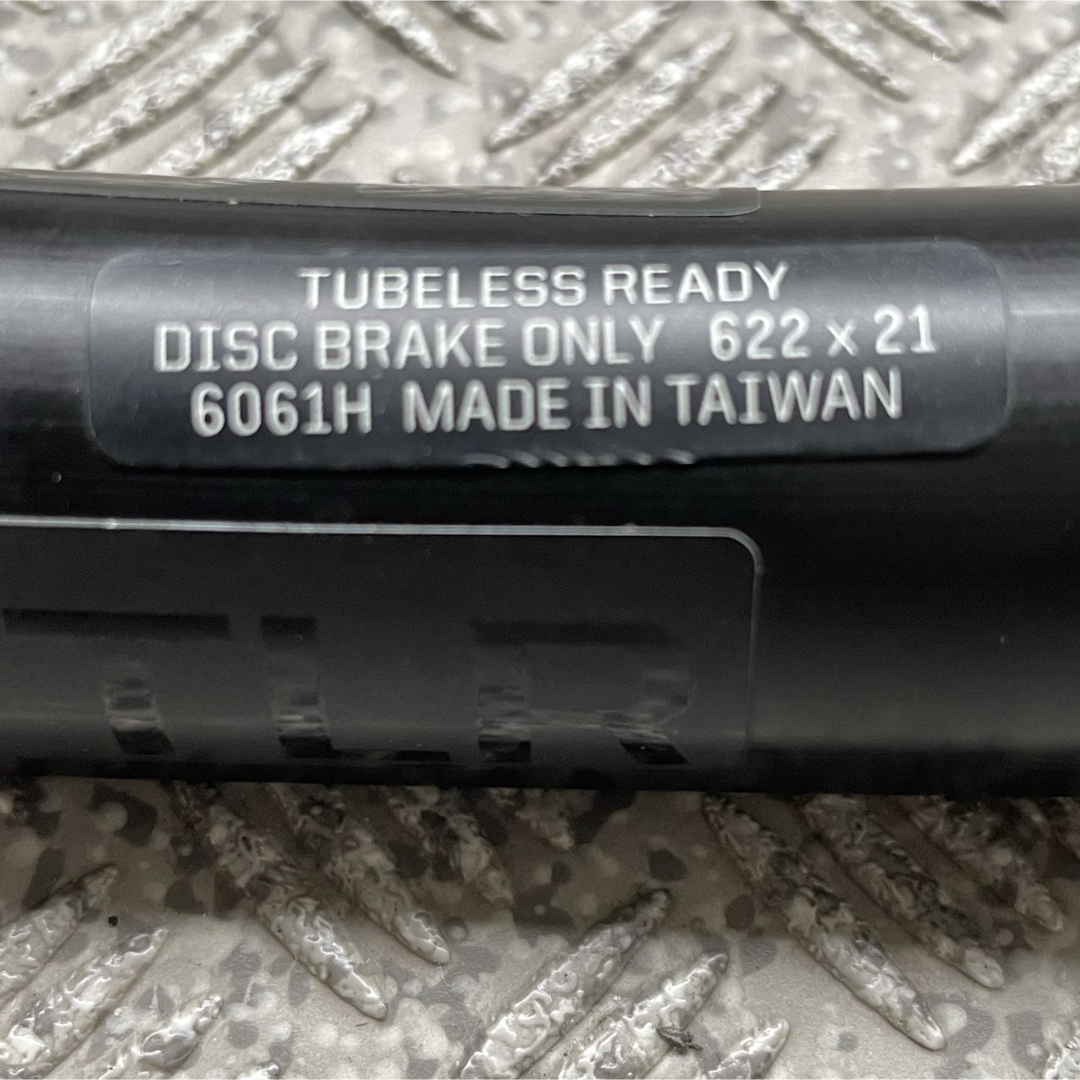 TUBELESS READY
DISC BRAKE ONLY 622 x 21
6061H MADE IN TAIWAN